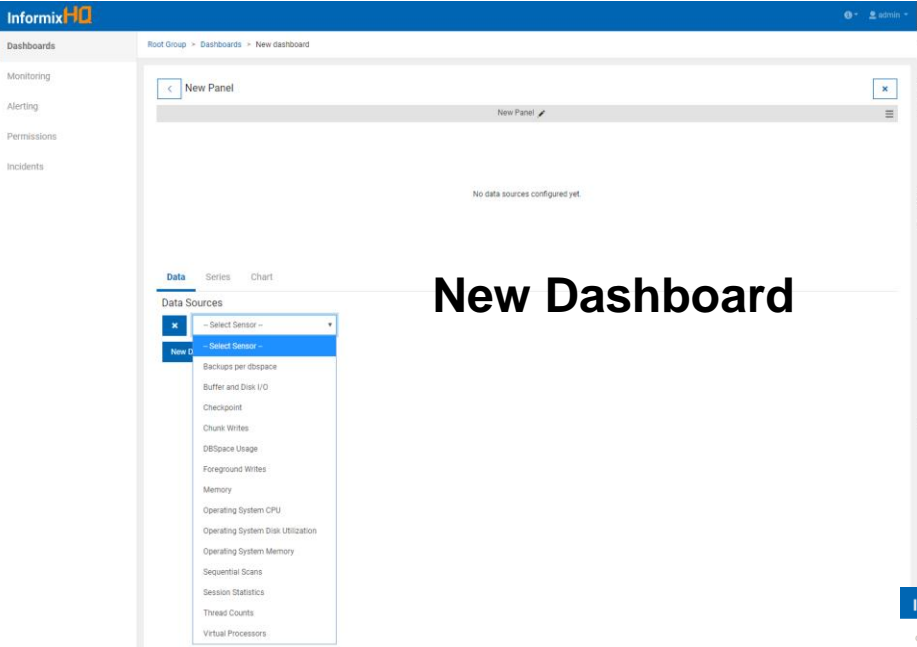 InformixHQ
admin
Dashboards
Root Group > Dashboards > New dashboard
Monitoring
Alerting
Permissions
Incidents
New Panel
New Panel
No data sources configured yet.
Data Series Chart
New Dashboard
Data Sources
-- Select Sensor --
New D
-- Select Sensor --
Backups per dbspace
Buffer and Disk I/O
Checkpoint
Chunk Writes
DBSpace Usage
Foreground Writes
Memory
Operating System CPU
Operating System Disk Utilization
Operating System Memory
Sequential Scans
Session Statistics
Thread Counts
Virtual Processors